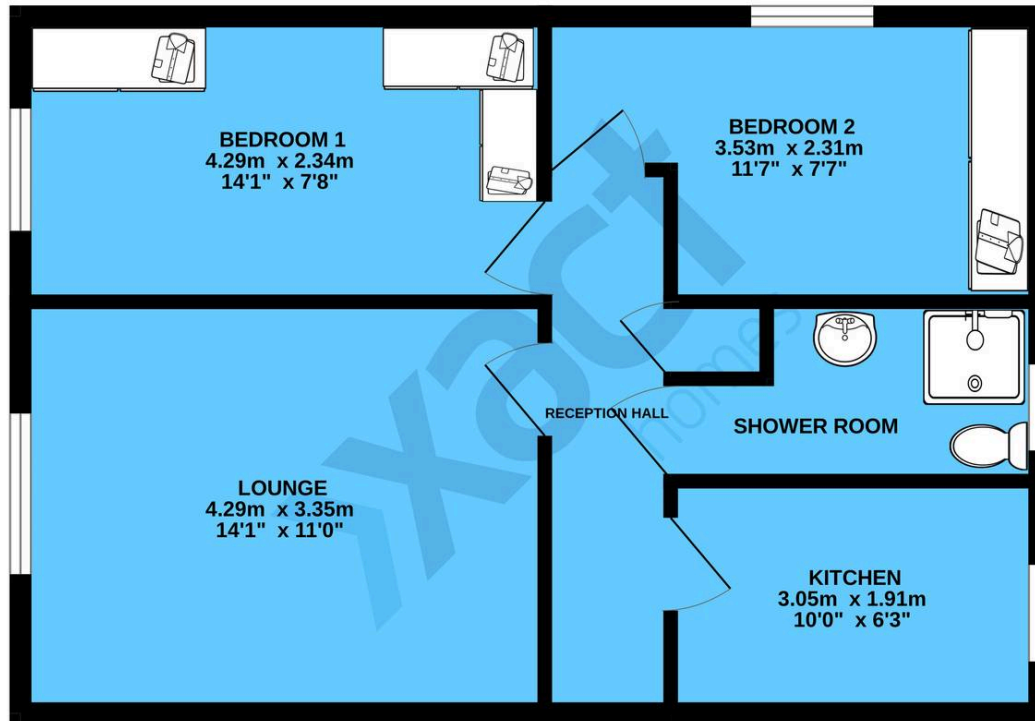 BEDROOM 1
4.29m x 2.34m
14'1" x 7'8"
BEDROOM 2
3.53m x 2.31m
11'7" x 7'7"
xact
homes
RECEPTION HALL
SHOWER ROOM
LOUNGE
4.29m x 3.35m
14'1" x 11'0"
KITCHEN
3.05m x 1.91m
10'0" x 6'3"